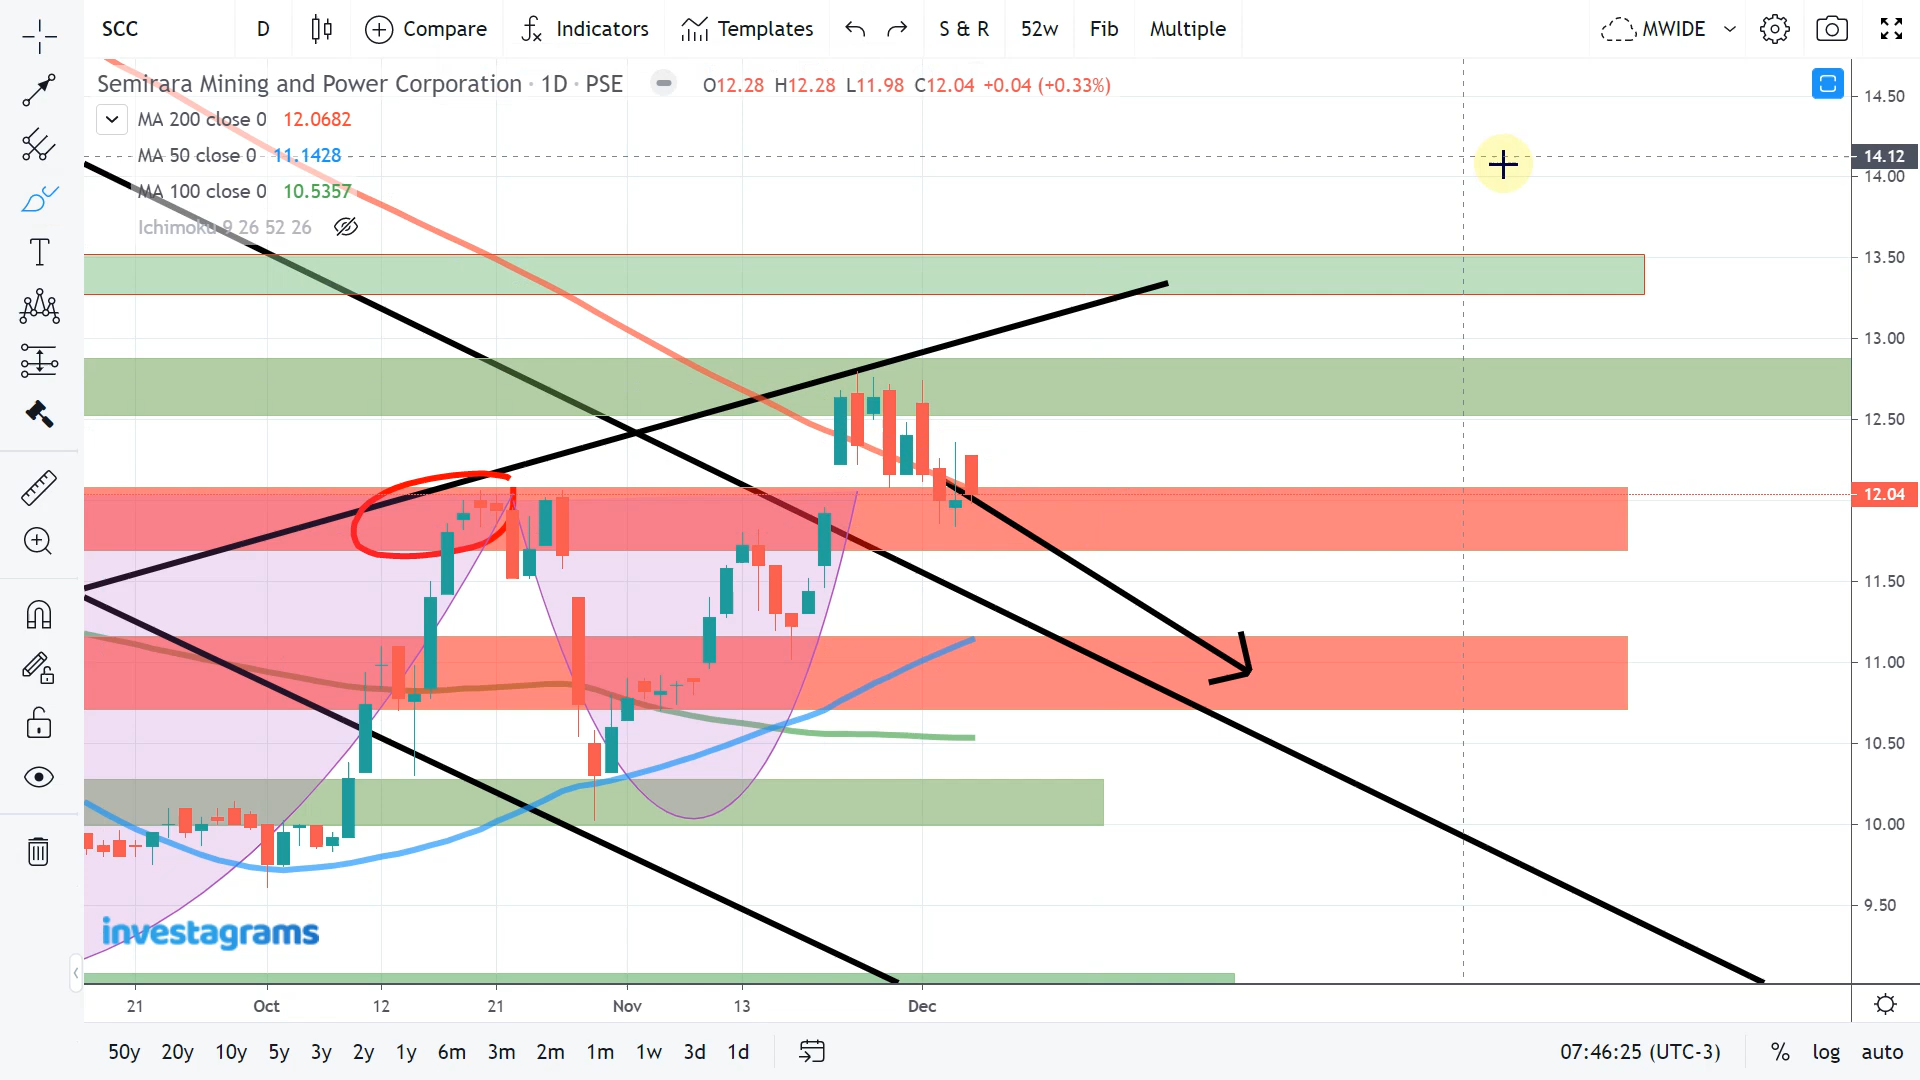 SCC D Compare Indicators Templates S & R 52w Fib Multiple MWIDE
Semirara Mining and Power Corporation · 1D · PSE O12.28 H12.28 L11.98 C12.04 +0.04 (+0.33%)
MA 200 close 0 12.0682
MA 50 close 0 11.1428
MA 100 close 0 10.5357
Ichimoku 9 26 52 26
14.50
14.12
14.00
13.50
13.00
12.50
12.04
11.50
11.00
10.50
10.00
9.50
investagrams
21 Oct 12 21 Nov 13 Dec
50y 20y 10y 5y 3y 2y 1y 6m 3m 2m 1m 1w 3d 1d 07:46:25 (UTC-3) % log auto